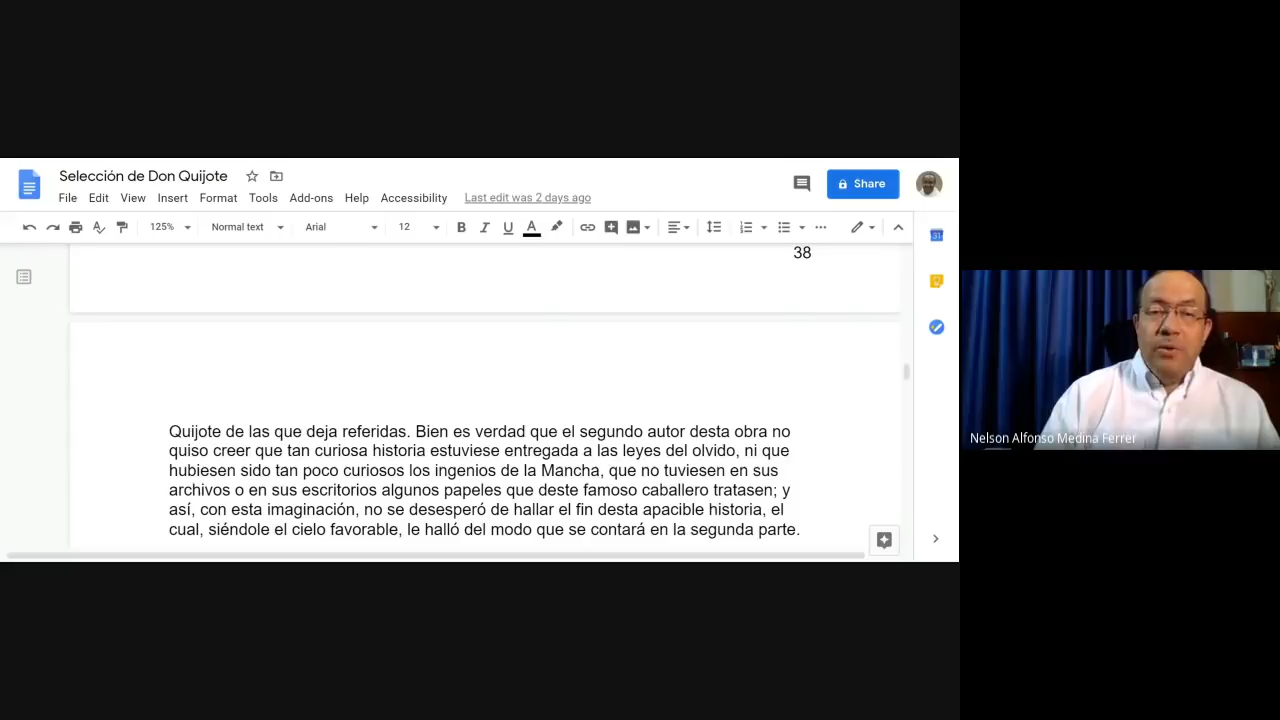 Selección de Don Quijote
File Edit View Insert Format Tools Add-ons Help Accessibility Last edit was 2 days ago
Share
125% Normal text Arial 12 B I U A
31
38
Quijote de las que deja referidas. Bien es verdad que el segundo autor desta obra no
quiso creer que tan curiosa historia estuviese entregada a las leyes del olvido, ni que
hubiesen sido tan poco curiosos los ingenios de la Mancha, que no tuviesen en sus
archivos o en sus escritorios algunos papeles que deste famoso caballero tratasen; y
así, con esta imaginación, no se desesperó de hallar el fin desta apacible historia, el
cual, siéndole el cielo favorable, le halló del modo que se contará en la segunda parte.
Nelson Alfonso Medina Ferrer